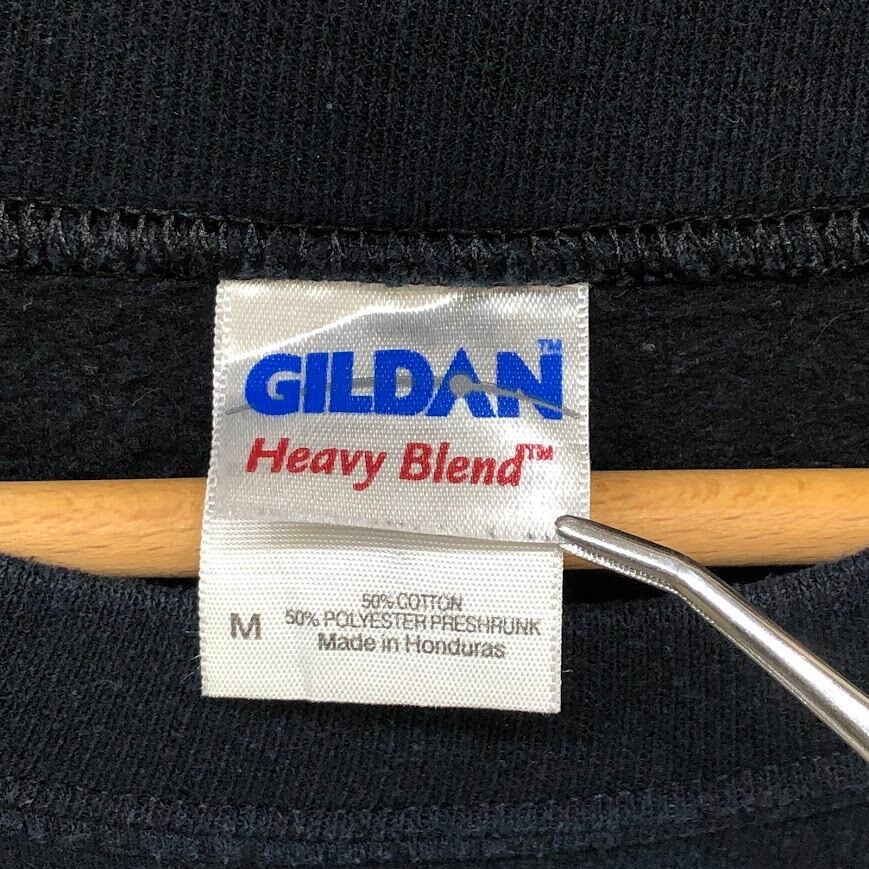 GILDAN™
Heavy Blend™
50% COTTON
M 50% POLYESTER PRESHRUNK
Made in Honduras